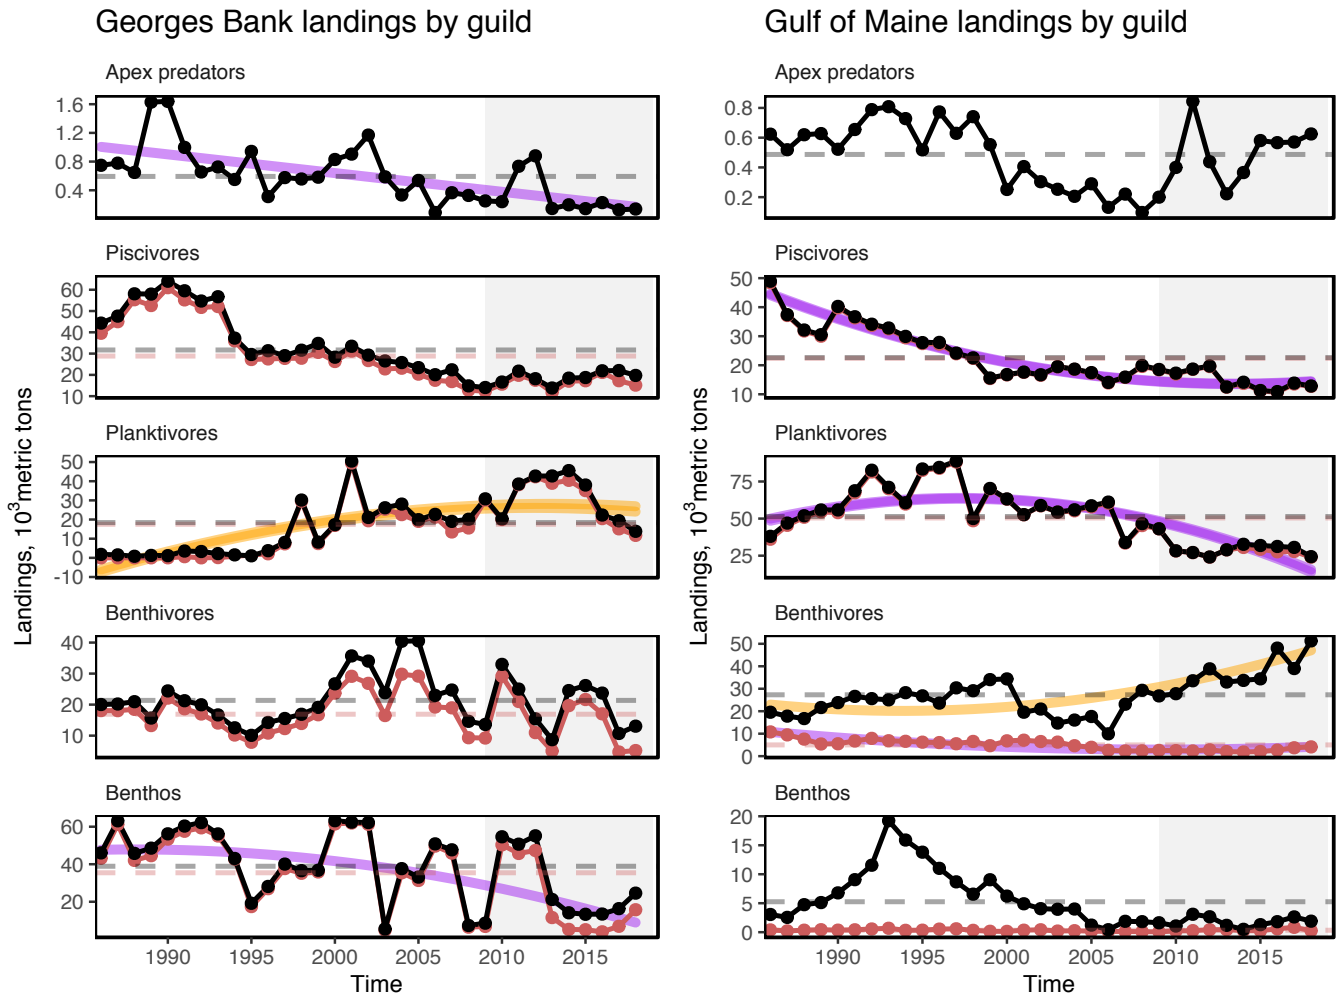 Georges Bank landings by guild
Apex predators
1.6
1.2
0.8
0.4
Piscivores
60
50
40
30
20
10
Planktivores
50
40
30
20
10
0
-10
Benthivores
40
30
20
10
Benthos
60
40
20
1990 1995 2000 2005 2010 2015
Time
Landings, 10³metric tons
Gulf of Maine landings by guild
Apex predators
0.8
0.6
0.4
0.2
Piscivores
50
40
30
20
10
Planktivores
75
50
25
Benthivores
50
40
30
20
10
0
Benthos
20
15
10
5
0
1990 1995 2000 2005 2010 2015
Time
Landings, 10³metric tons